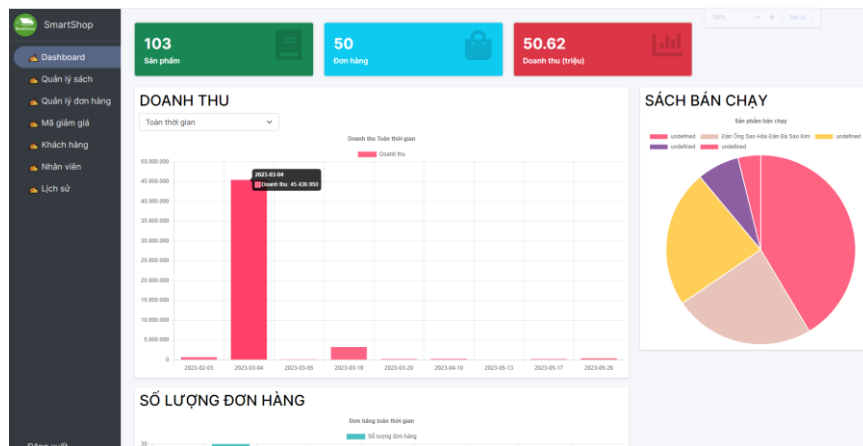 SmartShop
Dashboard
Quản lý sách
Quản lý đơn hàng
Mã giảm giá
Khách hàng
Nhân viên
Lịch sử
103
Sản phẩm
50
Đơn hàng
50.62
Doanh thu (triệu)
100%
DOANH THU
Toàn thời gian
Doanh thu Toàn thời gian
Doanh thu
50.000.000
45.000.000
40.000.000
35.000.000
30.000.000
25.000.000
20.000.000
15.000.000
10.000.000
5.000.000
0
2023-03-04
Doanh thu: 45.436.950
2023-02-03 2023-03-04 2023-03-05 2023-03-19 2023-03-20 2023-04-10 2023-05-13 2023-05-17 2023-05-26
SÁCH BÁN CHẠY
Sản phẩm bán chạy
undefined Đàn Ông Sao Hỏa Đàn Bà Sao Kim undefined
undefined undefined
SỐ LƯỢNG ĐƠN HÀNG
Đơn hàng toàn thời gian
Số lượng đơn hàng
30